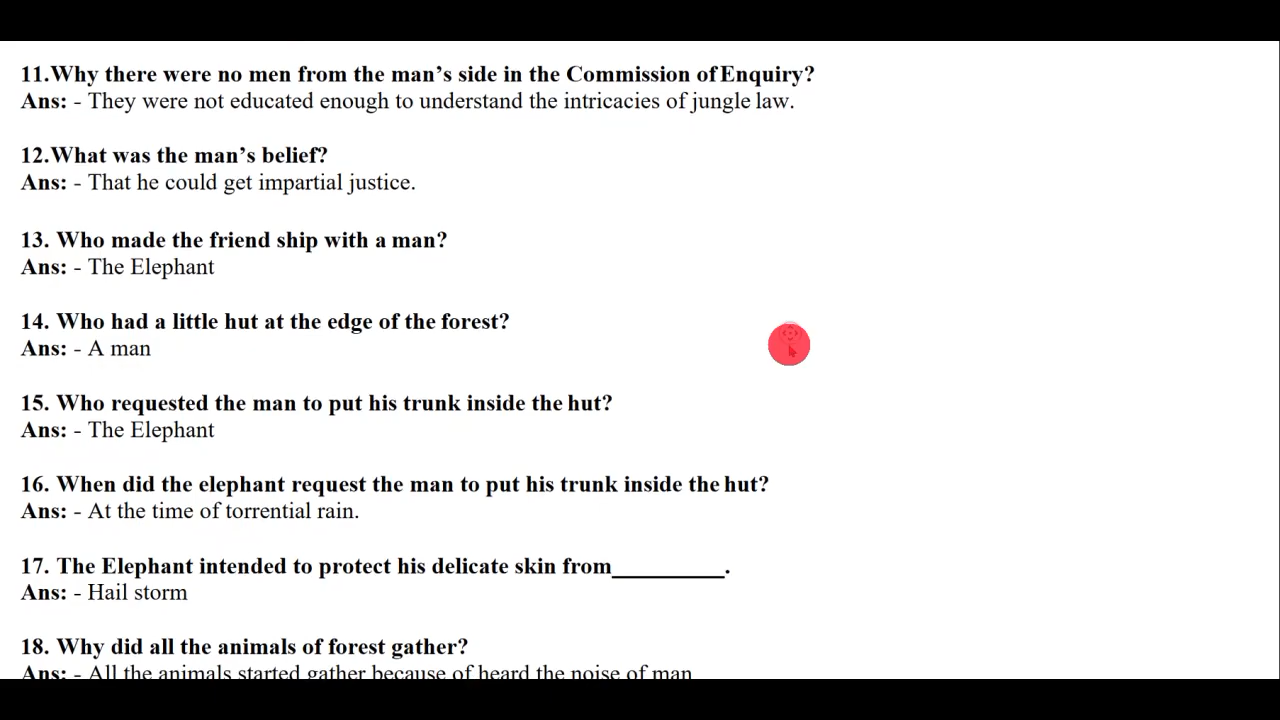 11.Why there were no men from the man's side in the Commission of Enquiry?
Ans: - They were not educated enough to understand the intricacies of jungle law.
12.What was the man's belief?
Ans: - That he could get impartial justice.
13. Who made the friend ship with a man?
Ans: - The Elephant
14. Who had a little hut at the edge of the forest?
Ans: - A man
15. Who requested the man to put his trunk inside the hut?
Ans: - The Elephant
16. When did the elephant request the man to put his trunk inside the hut?
Ans: - At the time of torrential rain.
17. The Elephant intended to protect his delicate skin from_________.
Ans: - Hail storm
18. Why did all the animals of forest gather?
Ans: - All the animals started gather because of heard the noise of man